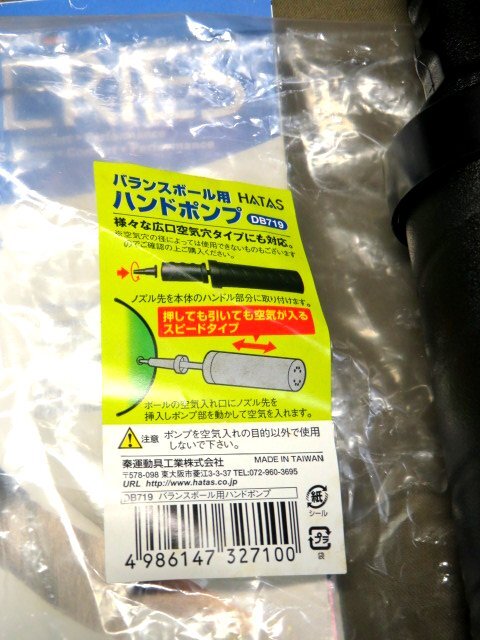 バランスボール用 HATAS
ハンドポンプ DB719
様々な広口空気穴タイプにも対応。
※空気穴の径によっては使用できないものもございます
のでご確認の上ご購入ください。
ノズル先を本体のハンドル部分に取り付けます。
押しても引いても空気が入る
スピードタイプ
ボールの空気入れ口にノズル先を
挿入しポンプ部を動かして空気を入れます。
注意 ポンプを空気入れの目的以外で使用
しないで下さい。
秦運動具工業株式会社 MADE IN TAIWAN
〒578-098 東大阪市菱江3-3-37 TEL:072-960-3695
URL http://www.hatas.co.jp
DB719 バランスボール用ハンドポンプ
4 986147 327100
紙
シール
プラ
袋